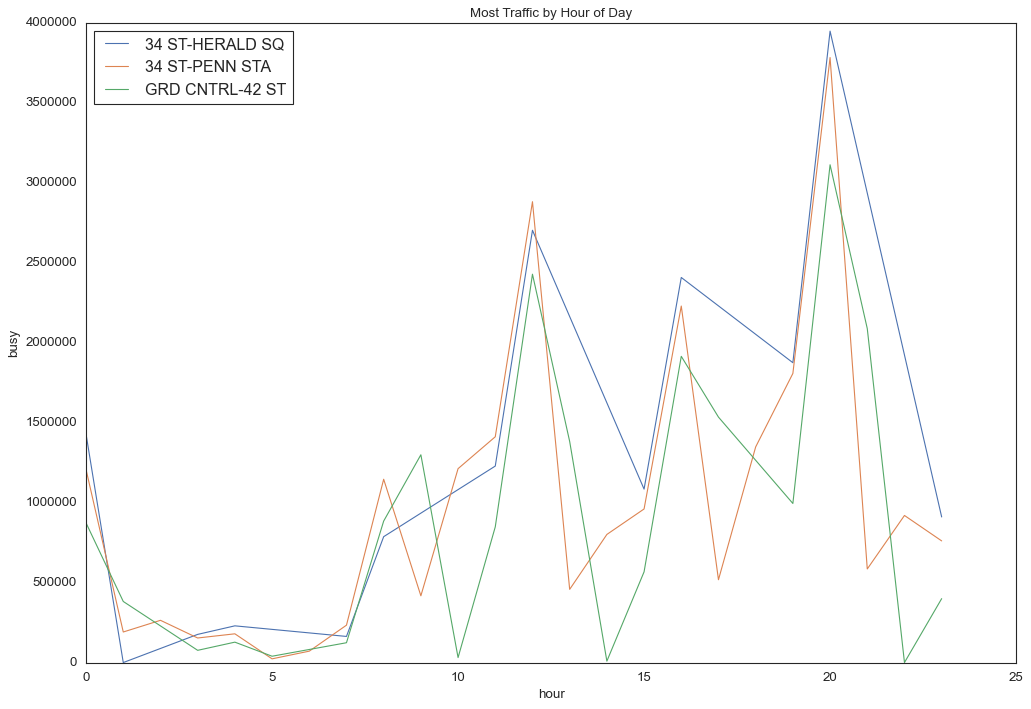 Most Traffic by Hour of Day
4000000
3500000
3000000
2500000
2000000
1500000
1000000
500000
0
busy
34 ST-HERALD SQ
34 ST-PENN STA
GRD CNTRL-42 ST
0 5 10 15 20 25
hour